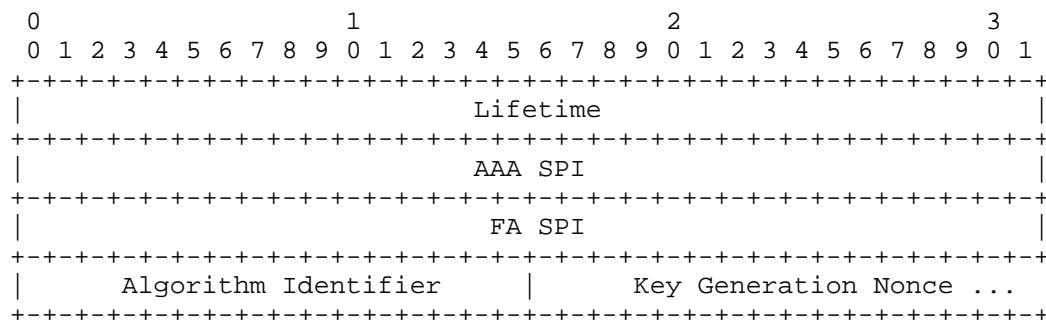 0                   1                   2                   3
0 1 2 3 4 5 6 7 8 9 0 1 2 3 4 5 6 7 8 9 0 1 2 3 4 5 6 7 8 9 0 1
+-+-+-+-+-+-+-+-+-+-+-+-+-+-+-+-+-+-+-+-+-+-+-+-+-+-+-+-+-+-+-+-+
|                            Lifetime                           |
+-+-+-+-+-+-+-+-+-+-+-+-+-+-+-+-+-+-+-+-+-+-+-+-+-+-+-+-+-+-+-+-+
|                            AAA SPI                            |
+-+-+-+-+-+-+-+-+-+-+-+-+-+-+-+-+-+-+-+-+-+-+-+-+-+-+-+-+-+-+-+-+
|                             FA SPI                            |
+-+-+-+-+-+-+-+-+-+-+-+-+-+-+-+-+-+-+-+-+-+-+-+-+-+-+-+-+-+-+-+-+
|      Algorithm Identifier     |      Key Generation Nonce ...
+-+-+-+-+-+-+-+-+-+-+-+-+-+-+-+-+-+-+-+-+-+-+-+-+-+-+-+-+-+-+-+-+